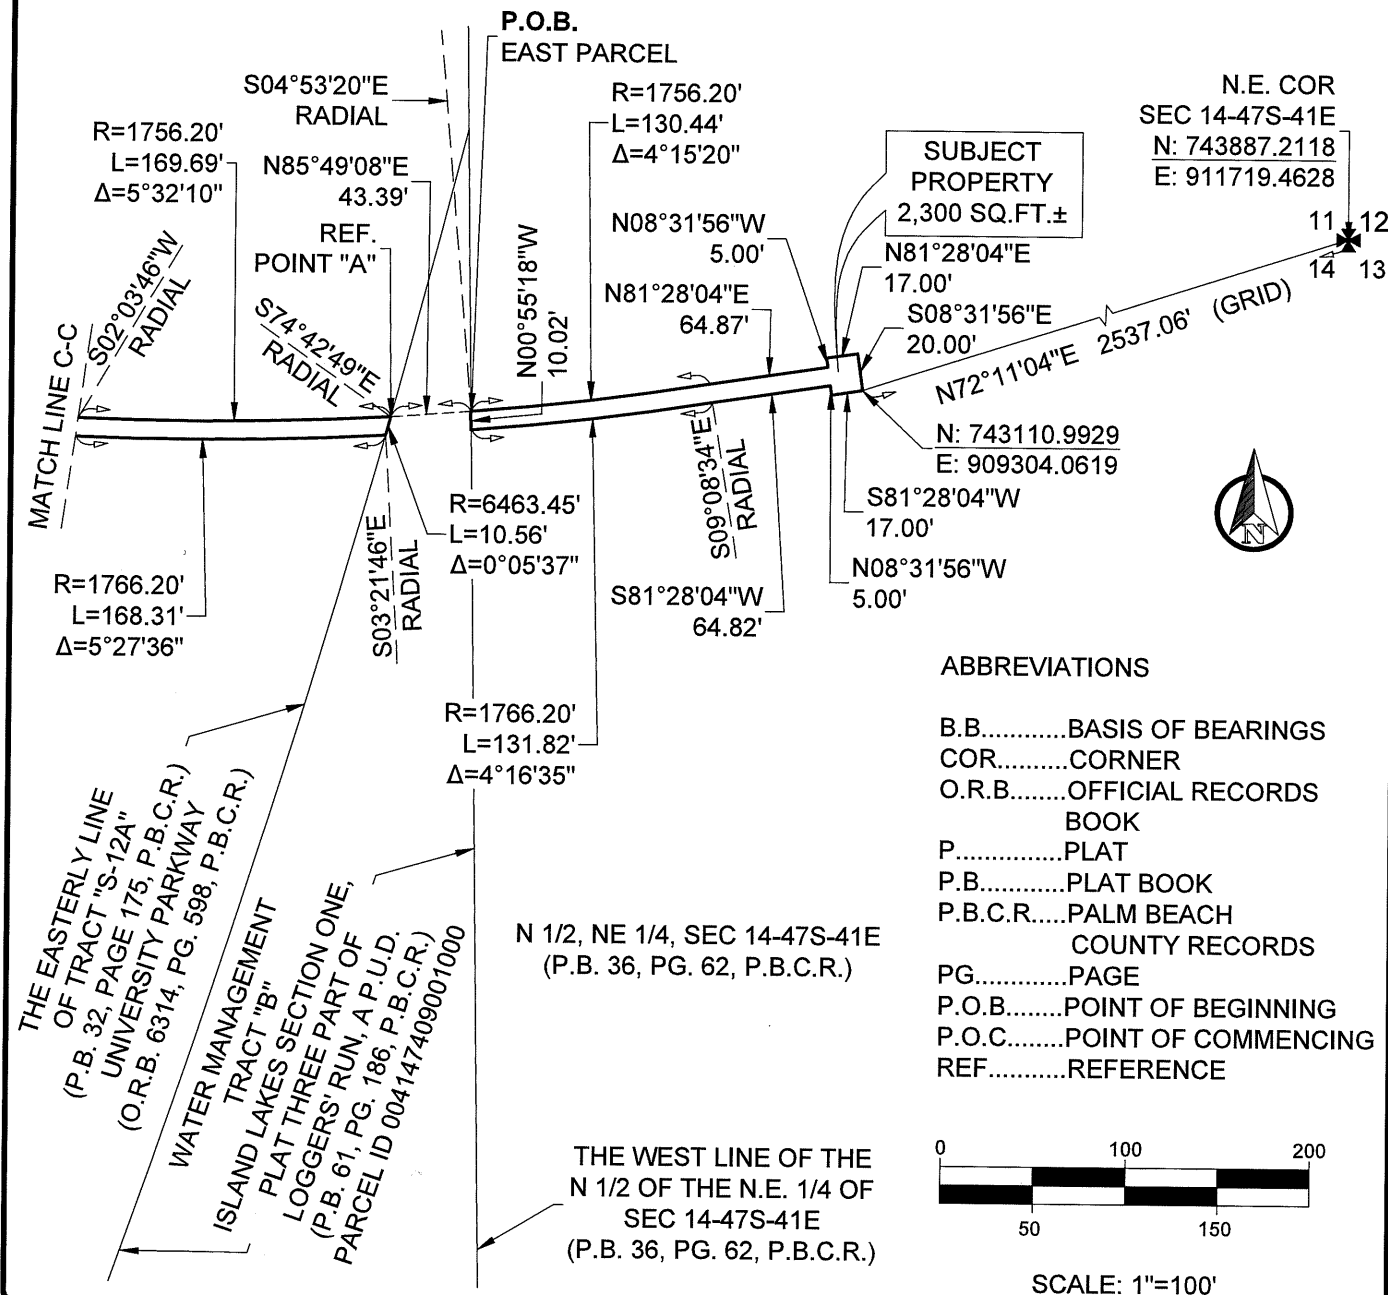 P.O.B.
EAST PARCEL
S04°53'20"E
RADIAL
R=1756.20'
L=169.69'
Δ=5°32'10"
N85°49'08"E
43.39'
REF.
POINT "A"
R=1756.20'
L=130.44'
Δ=4°15'20"
SUBJECT
PROPERTY
2,300 SQ.FT.±
N.E. COR
SEC 14-47S-41E
N: 743887.2118
E: 911719.4628
11
12
14
13
N08°31'56"W
5.00'
N81°28'04"E
17.00'
N81°28'04"E
64.87'
S08°31'56"E
20.00'
N72°11'04"E 2537.06' (GRID)
N00°55'18"W
10.02'
S02°03'46"W
RADIAL
S74°42'49"E
RADIAL
MATCH LINE C-C
N: 743110.9929
E: 909304.0619
S09°08'34"E
RADIAL
S81°28'04"W
17.00'
N08°31'56"W
5.00'
R=6463.45'
L=10.56'
Δ=0°05'37"
S03°21'46"E
RADIAL
S81°28'04"W
64.82'
R=1766.20'
L=168.31'
Δ=5°27'36"
R=1766.20'
L=131.82'
Δ=4°16'35"
N
ABBREVIATIONS
B.B............BASIS OF BEARINGS
COR..........CORNER
O.R.B........OFFICIAL RECORDS
BOOK
P...............PLAT
P.B............PLAT BOOK
P.B.C.R.....PALM BEACH
COUNTY RECORDS
PG.............PAGE
P.O.B........POINT OF BEGINNING
P.O.C........POINT OF COMMENCING
REF...........REFERENCE
THE EASTERLY LINE
OF TRACT "S-12A"
(P.B. 32, PAGE 175, P.B.C.R.)
UNIVERSITY PARKWAY
(O.R.B. 6314, PG. 598, P.B.C.R.)
WATER MANAGEMENT
TRACT "B"
ISLAND LAKES SECTION ONE,
PLAT THREE PART OF
LOGGERS' RUN, A P.U.D.
(P.B. 61, PG. 186, P.B.C.R.)
PARCEL ID 00414714090001000
N 1/2, NE 1/4, SEC 14-47S-41E
(P.B. 36, PG. 62, P.B.C.R.)
THE WEST LINE OF THE
N 1/2 OF THE N.E. 1/4 OF
SEC 14-47S-41E
(P.B. 36, PG. 62, P.B.C.R.)
0 100 200
50 150
SCALE: 1"=100'